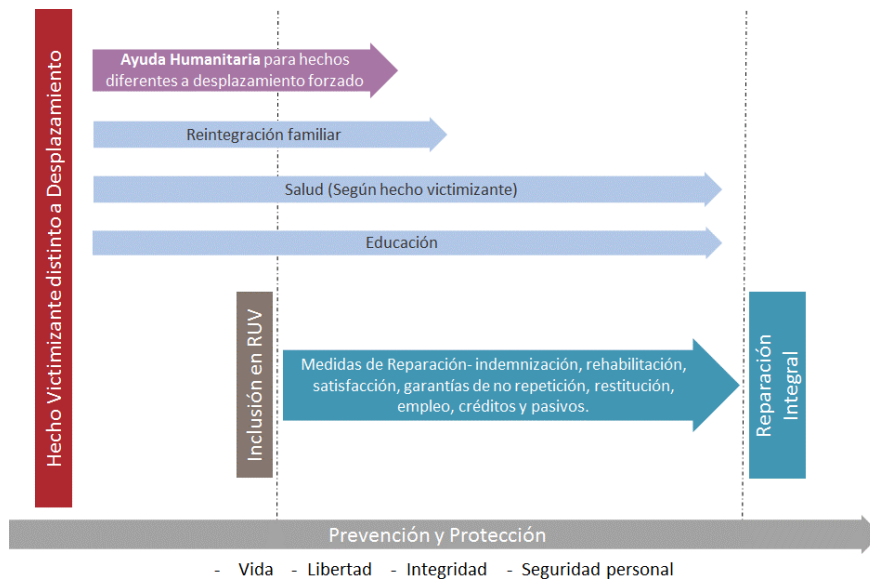 Hecho Victimizante distinto a Desplazamiento
Ayuda Humanitaria para hechos
diferentes a desplazamiento forzado
Reintegración familiar
Salud (Según hecho victimizante)
Educación
Inclusión en RUV
Medidas de Reparación- indemnización, rehabilitación,
satisfacción, garantías de no repetición, restitución,
empleo, créditos y pasivos.
Reparación
Integral
Prevención y Protección
- Vida - Libertad - Integridad - Seguridad personal